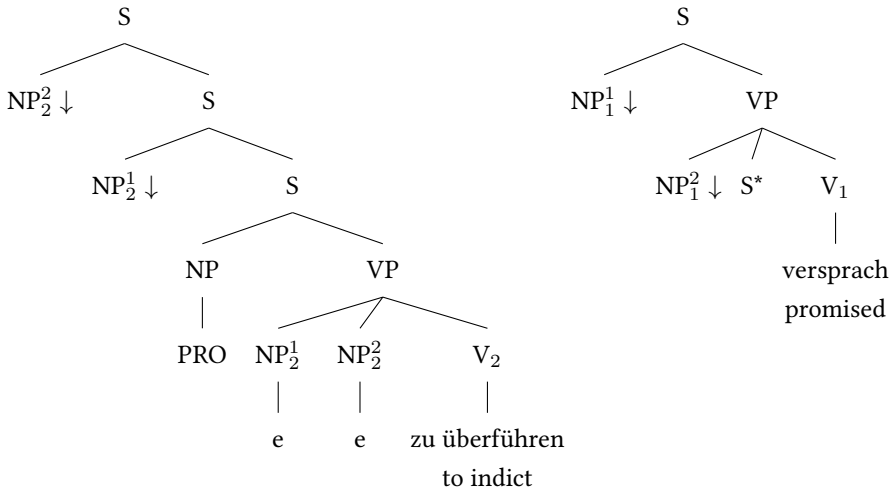 S S
NP²₂ ↓ S NP¹₁ ↓ VP
NP¹₂ ↓ S NP²₁ ↓ S* V₁
NP VP versprach
promised
PRO NP¹₂ NP²₂ V₂
e e zu überführen
to indict